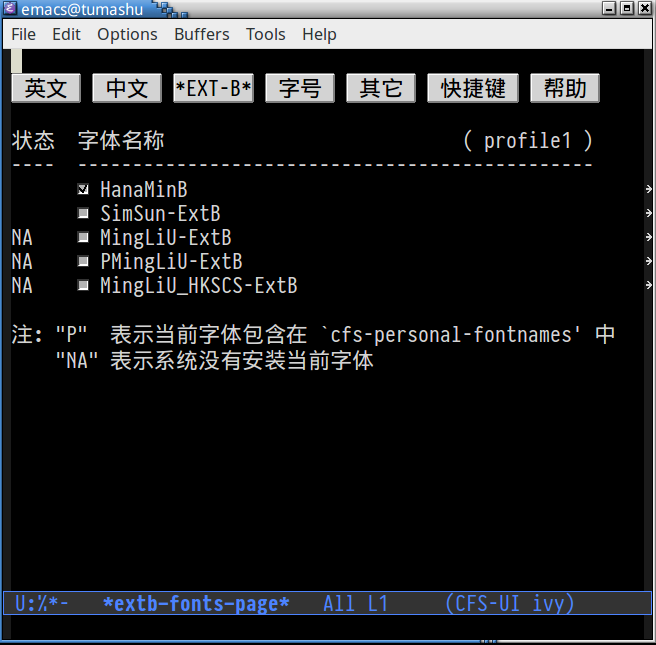 emacs@tumashu
File Edit Options Buffers Tools Help
英文 中文 *EXT-B* 字号 其它 快捷键 帮助
状态 字体名称 ( profile1 )
---- -----------------------------------------------
HanaMinB
SimSun-ExtB
NA MingLiU-ExtB
NA PMingLiU-ExtB
NA MingLiU_HKSCS-ExtB
注: "P" 表示当前字体包含在 `cfs-personal-fontnames' 中
"NA" 表示系统没有安装当前字体
U:%*- *extb-fonts-page* All L1 (CFS-UI ivy)